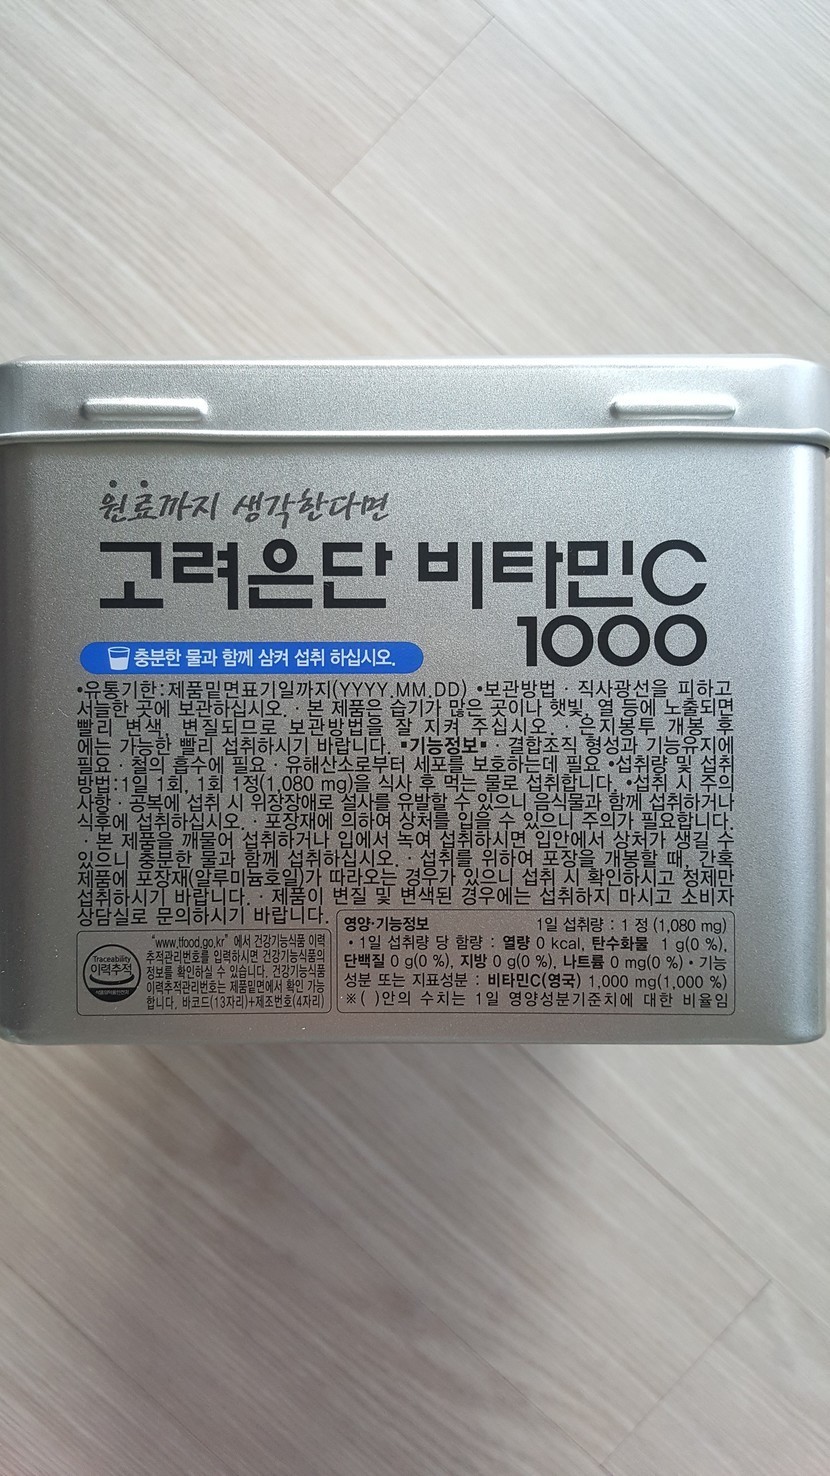 원료까지 생각한다면
고려은단 비타민C
1000
충분한 물과 함께 삼켜 섭취 하십시오.
•유통기한:제품밑면표기일까지(YYYY.MM.DD) •보관방법 · 직사광선을 피하고
서늘한 곳에 보관하십시오. · 본 제품은 습기가 많은 곳이나 햇빛, 열 등에 노출되면
빨리 변색, 변질되므로 보관방법을 잘 지켜 주십시오. · 은지봉투 개봉 후
에는 가능한 빨리 섭취하시기 바랍니다. ▪기능정보▪ · 결합조직 형성과 기능유지에
필요 · 철의 흡수에 필요 · 유해산소로부터 세포를 보호하는데 필요 •섭취량 및 섭취
방법:1일 1회, 1회 1정(1,080 mg)을 식사 후 먹는 물로 섭취합니다. •섭취 시 주의
사항 · 공복에 섭취 시 위장장애로 설사를 유발할 수 있으니 음식물과 함께 섭취하거나
식후에 섭취하십시오. · 포장재에 의하여 상처를 입을 수 있으니 주의가 필요합니다.
· 본 제품을 깨물어 섭취하거나 입에서 녹여 섭취하시면 입안에서 상처가 생길 수
있으니 충분한 물과 함께 섭취하십시오. · 섭취를 위하여 포장을 개봉할 때, 간혹
제품에 포장재(알루미늄호일)가 따라오는 경우가 있으니 섭취 시 확인하시고 정제만
섭취하시기 바랍니다. · 제품이 변질 및 변색된 경우에는 섭취하지 마시고 소비자
상담실로 문의하시기 바랍니다.
Traceability
이력추적
"www.tfood.go.kr" 에서 건강기능식품 이력
추적관리번호를 입력하시면 건강기능식품의
정보를 확인하실 수 있습니다. 건강기능식품
이력추적관리번호는 제품밑면에서 확인 가능
합니다. 바코드(13자리)+제조번호(4자리)
영양·기능정보 1일 섭취량 : 1 정 (1,080 mg)
• 1일 섭취량 당 함량 : 열량 0 kcal, 탄수화물 1 g(0 %),
단백질 0 g(0 %), 지방 0 g(0 %), 나트륨 0 mg(0 %) • 기능
성분 또는 지표성분 : 비타민C(영국) 1,000 mg(1,000 %)
※( )안의 수치는 1일 영양성분기준치에 대한 비율임